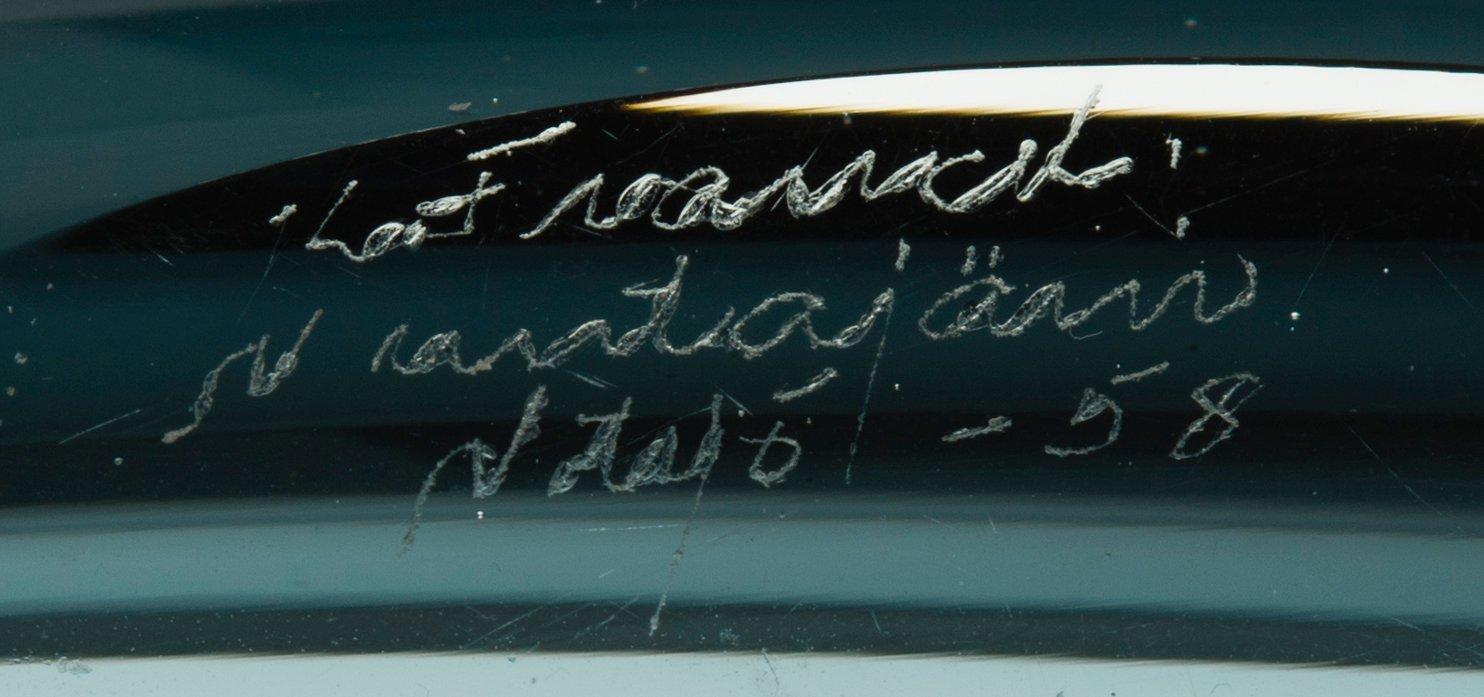 Kaj Franck
Nuutajärvi
Notsjö -58